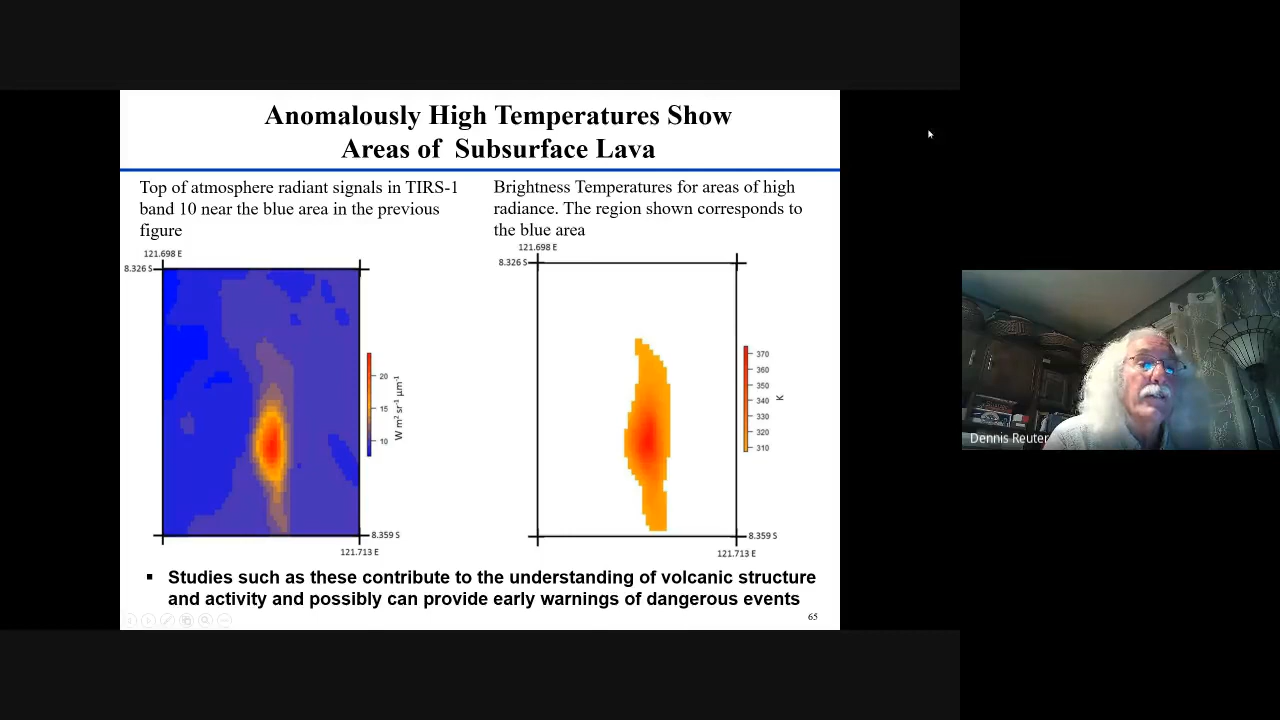 Anomalously High Temperatures Show
Areas of Subsurface Lava
Top of atmosphere radiant signals in TIRS-1
band 10 near the blue area in the previous
figure
121.698 E
8.326 S
20
15
10
W m² sr⁻¹ μm⁻¹
8.359 S
121.713 E
Brightness Temperatures for areas of high
radiance. The region shown corresponds to
the blue area
121.698 E
8.326 S
370
360
350
340
330
320
310
K
8.359 S
121.713 E
▪ Studies such as these contribute to the understanding of volcanic structure
and activity and possibly can provide early warnings of dangerous events
65
Dennis Reuter